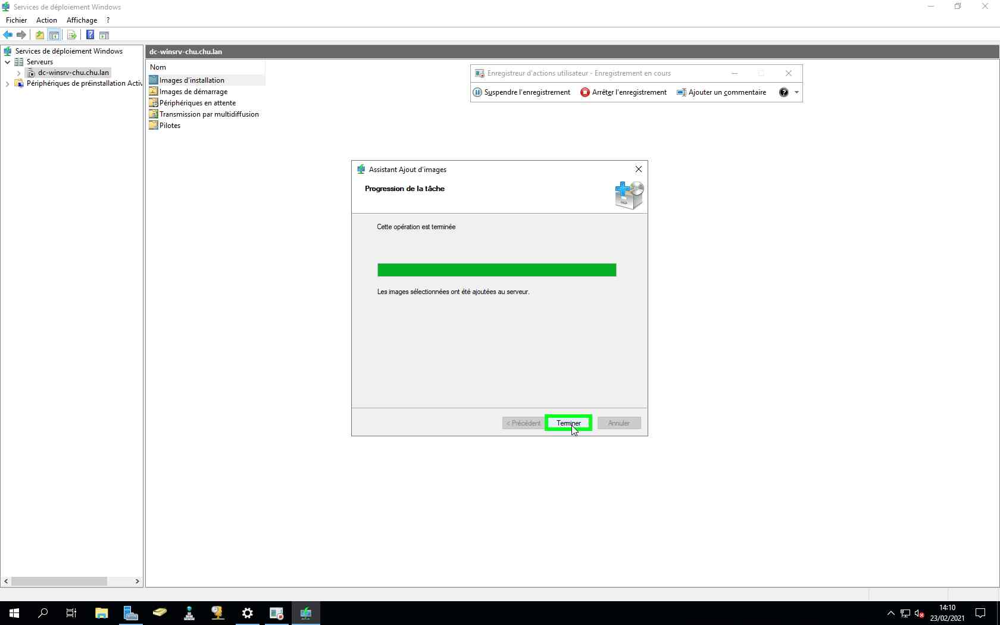 Services de déploiement Windows
Fichier Action Affichage ?
Services de déploiement Windows
Serveurs
dc-winsrv-chu.chu.lan
Périphériques de préinstallation Activ
dc-winsrv-chu.chu.lan
Nom
Images d'installation
Images de démarrage
Périphériques en attente
Transmission par multidiffusion
Pilotes
Enregistreur d'actions utilisateur - Enregistrement en cours
Suspendre l'enregistrement Arrêter l'enregistrement Ajouter un commentaire
Assistant Ajout d'images
Progression de la tâche
Cette opération est terminée
Les images sélectionnées ont été ajoutées au serveur.
< Précédent Terminer Annuler
14:10
23/02/2021